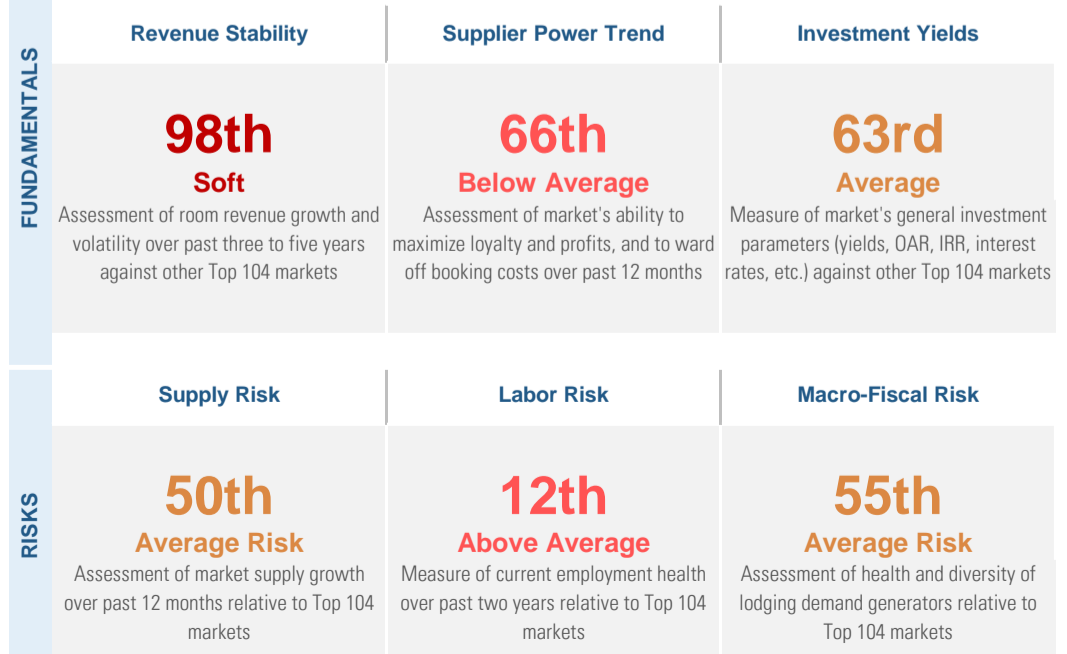 FUNDAMENTALS
Revenue Stability
98th
Soft
Assessment of room revenue growth and
volatility over past three to five years
against other Top 104 markets
Supplier Power Trend
66th
Below Average
Assessment of market's ability to
maximize loyalty and profits, and to ward
off booking costs over past 12 months
Investment Yields
63rd
Average
Measure of market's general investment
parameters (yields, OAR, IRR, interest
rates, etc.) against other Top 104 markets
RISKS
Supply Risk
50th
Average Risk
Assessment of market supply growth
over past 12 months relative to Top 104
markets
Labor Risk
12th
Above Average
Measure of current employment health
over past two years relative to Top 104
markets
Macro-Fiscal Risk
55th
Average Risk
Assessment of health and diversity of
lodging demand generators relative to
Top 104 markets